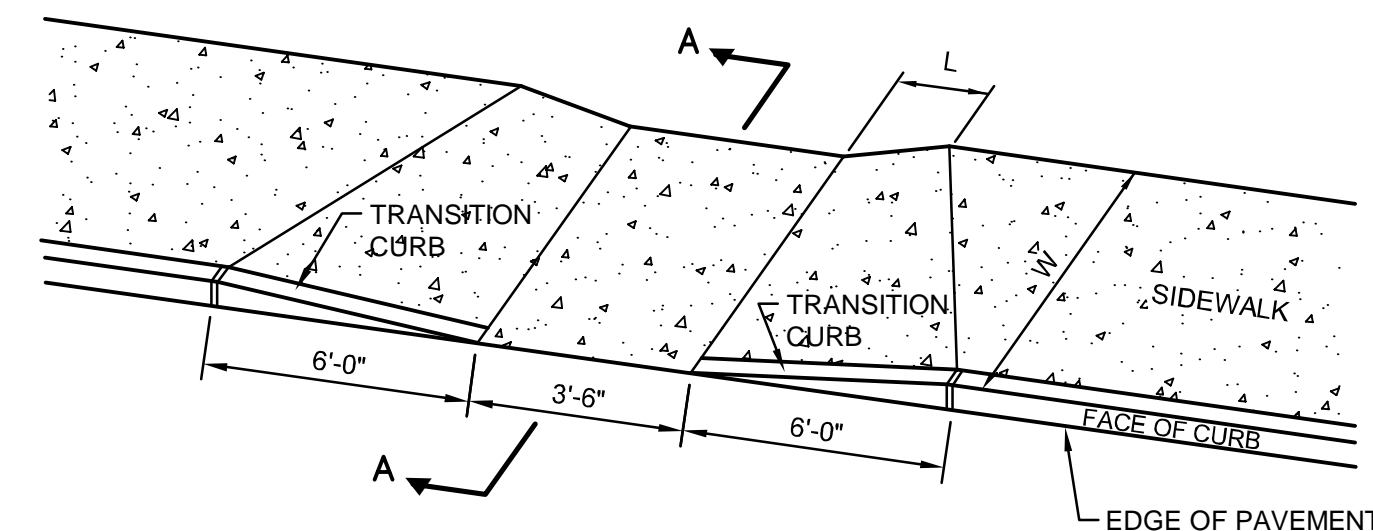 A
L
TRANSITION
CURB
W
SIDEWALK
TRANSITION
CURB
6'-0"
3'-6"
6'-0"
FACE OF CURB
A
EDGE OF PAVEMENT